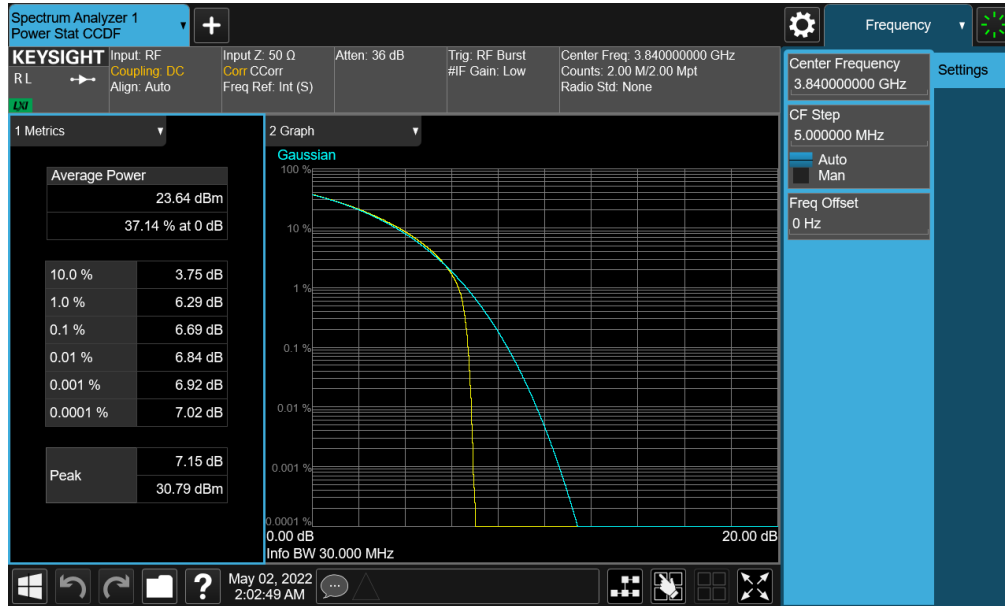 Spectrum Analyzer 1
Power Stat CCDF
+
Frequency
KEYSIGHT
RL
LXI
Input: RF
Coupling: DC
Align: Auto
Input Z: 50 Ω
Corr CCorr
Freq Ref: Int (S)
Atten: 36 dB
Trig: RF Burst
#IF Gain: Low
Center Freq: 3.840000000 GHz
Counts: 2.00 M/2.00 Mpt
Radio Std: None
Center Frequency
3.840000000 GHz
Settings
CF Step
5.000000 MHz
Auto
Man
Freq Offset
0 Hz
1 Metrics
Average Power
23.64 dBm
37.14 % at 0 dB
10.0 % 3.75 dB
1.0 % 6.29 dB
0.1 % 6.69 dB
0.01 % 6.84 dB
0.001 % 6.92 dB
0.0001 % 7.02 dB
Peak
7.15 dB
30.79 dBm
2 Graph
Gaussian
100 %
10 %
1 %
0.1 %
0.01 %
0.001 %
0.0001 %
0.00 dB 20.00 dB
Info BW 30.000 MHz
?
May 02, 2022
2:02:49 AM